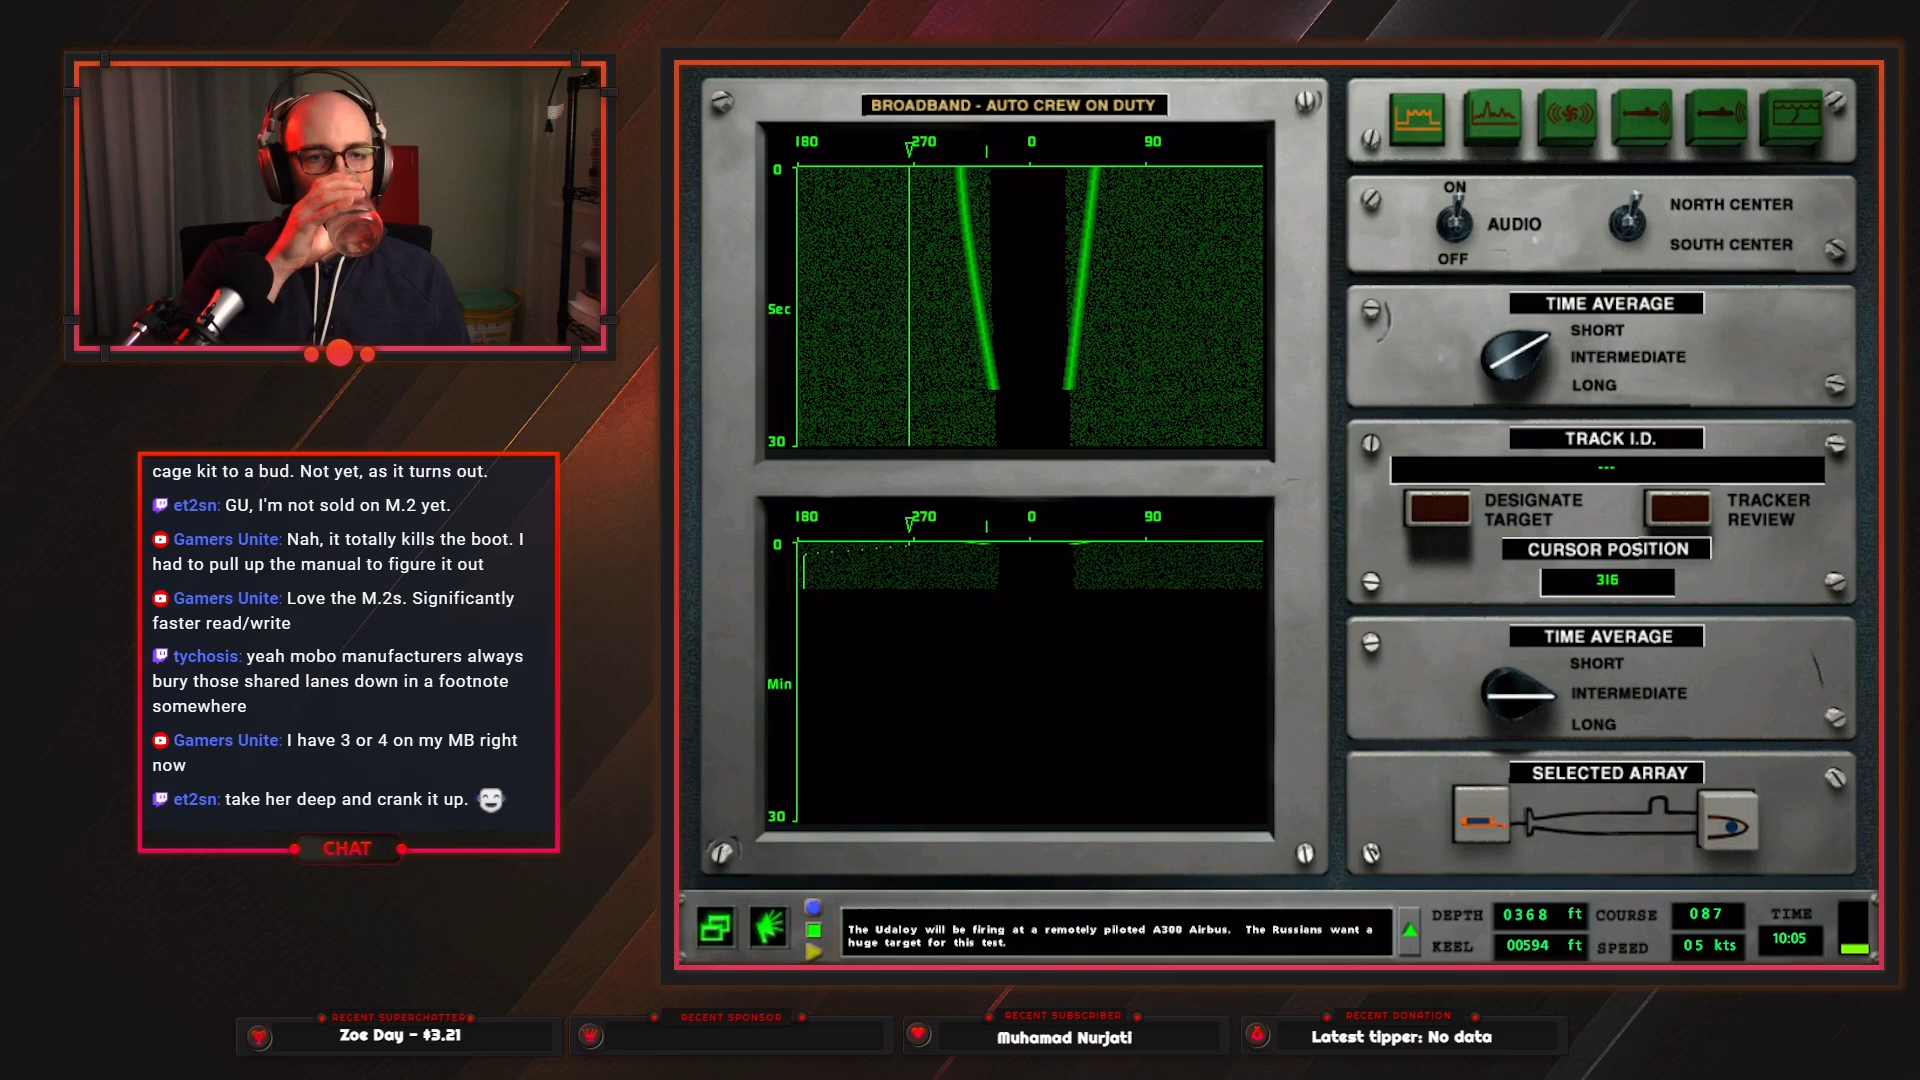 cage kit to a bud. Not yet, as it turns out.
et2sn: GU, I'm not sold on M.2 yet.
Gamers Unite: Nah, it totally kills the boot. I
had to pull up the manual to figure it out
Gamers Unite: Love the M.2s. Significantly
faster read/write
tychosis: yeah mobo manufacturers always
bury those shared lanes down in a footnote
somewhere
Gamers Unite: I have 3 or 4 on my MB right
now
et2sn: take her deep and crank it up.
CHAT
BROADBAND - AUTO CREW ON DUTY
180 270 0 90
0
Sec
30
180 270 0 90
0
Min
30
ON
AUDIO
OFF
NORTH CENTER
SOUTH CENTER
TIME AVERAGE
SHORT
INTERMEDIATE
LONG
TRACK I.D.
---
DESIGNATE
TARGET
TRACKER
REVIEW
CURSOR POSITION
316
TIME AVERAGE
SHORT
INTERMEDIATE
LONG
SELECTED ARRAY
The Udaloy will be firing at a remotely piloted A300 Airbus. The Russians want a
huge target for this test.
DEPTH 0368 ft COURSE 087 TIME
KEEL 00594 ft SPEED 05 kts 10:05
RECENT SUPERCHATTER
Zoe Day - $3.21
RECENT SPONSOR
RECENT SUBSCRIBER
Muhamad Nurjati
RECENT DONATION
Latest tipper: No data